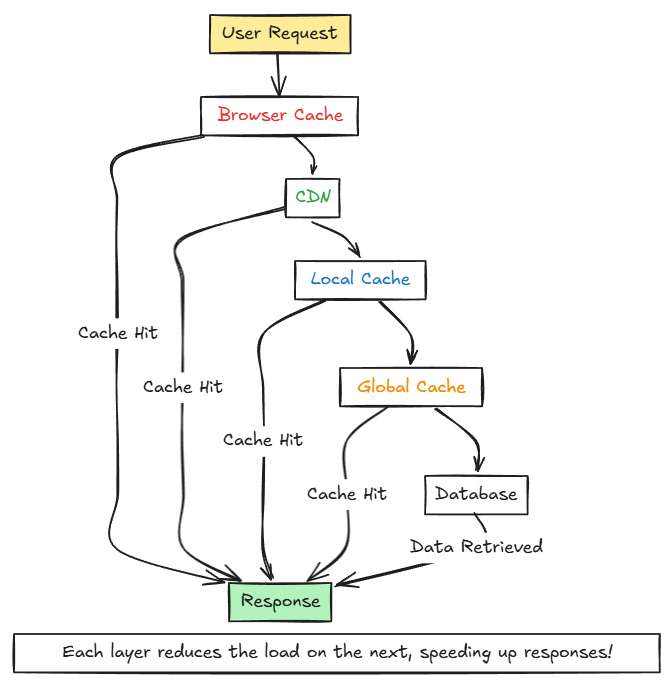 User Request
Browser Cache
CDN
Local Cache
Cache Hit
Cache Hit
Global Cache
Cache Hit
Cache Hit
Database
Data Retrieved
Response
Each layer reduces the load on the next, speeding up responses!